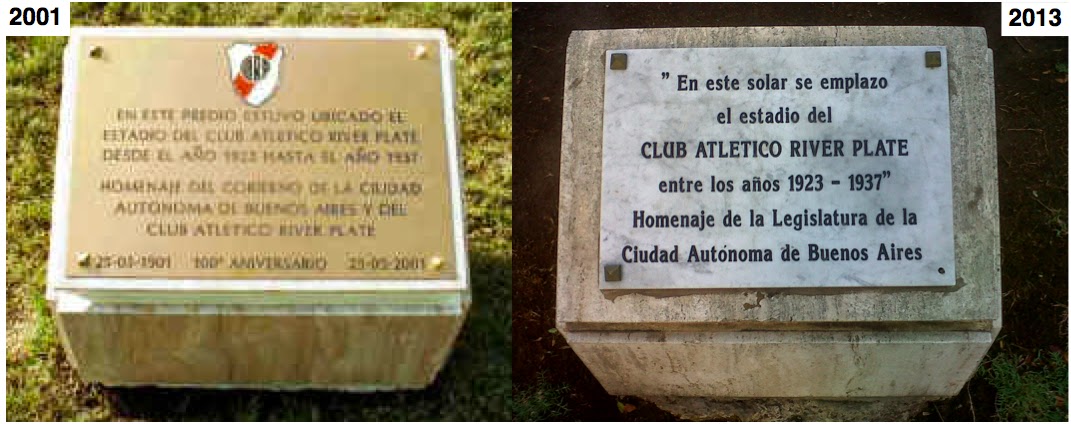 2001
CARP
EN ESTE PREDIO ESTUVO UBICADO EL
ESTADIO DEL CLUB ATLETICO RIVER PLATE
DESDE EL AÑO 1923 HASTA EL AÑO 1937
HOMENAJE DEL GOBIERNO DE LA CIUDAD
AUTONOMA DE BUENOS AIRES Y DEL
CLUB ATLETICO RIVER PLATE
25-05-1901 100º ANIVERSARIO 25-05-2001
2013
" En este solar se emplazo
el estadio del
CLUB ATLETICO RIVER PLATE
entre los años 1923 - 1937"
Homenaje de la Legislatura de la
Ciudad Autónoma de Buenos Aires